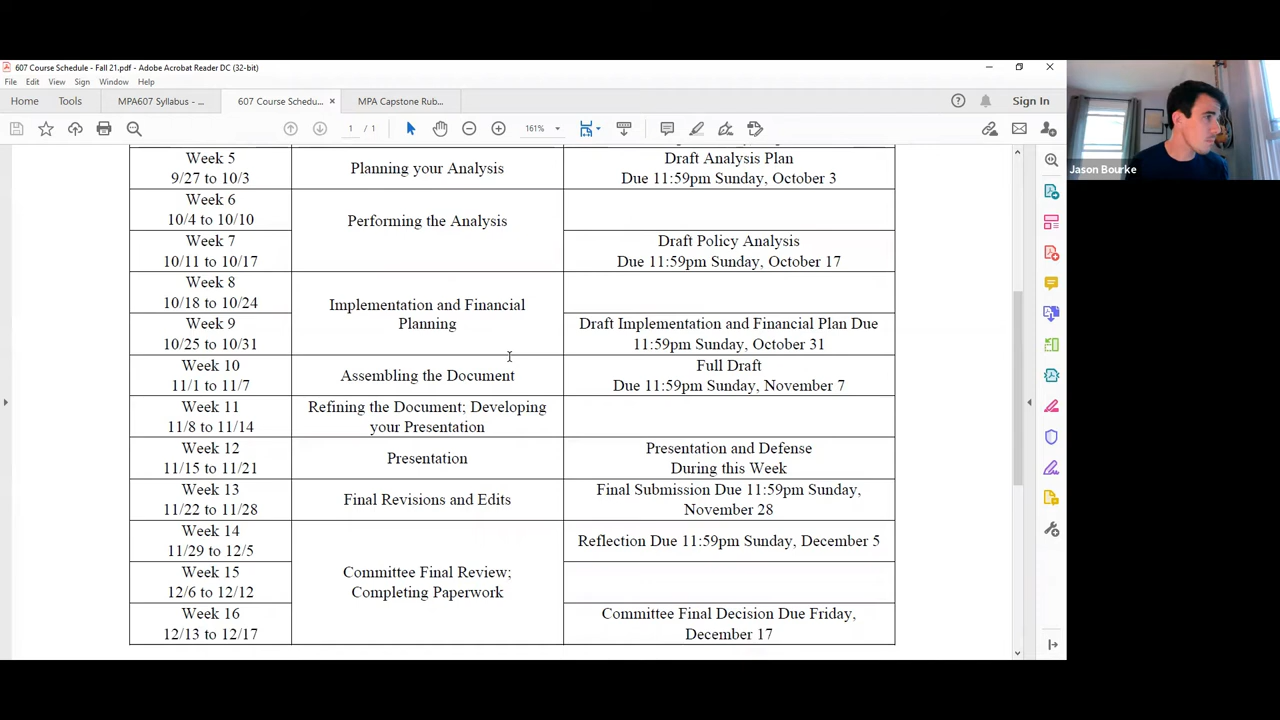 607 Course Schedule - Fall 21.pdf - Adobe Acrobat Reader DC (32-bit)
File Edit View Sign Window Help
Home Tools MPA607 Syllabus - ... 607 Course Schedu... × MPA Capstone Rub... Sign In
1 / 1 161%
Jason Bourke
Week 5
9/27 to 10/3
Planning your Analysis
Draft Analysis Plan
Due 11:59pm Sunday, October 3
Week 6
10/4 to 10/10
Performing the Analysis
Week 7
10/11 to 10/17
Draft Policy Analysis
Due 11:59pm Sunday, October 17
Week 8
10/18 to 10/24
Implementation and Financial
Planning
Week 9
10/25 to 10/31
Draft Implementation and Financial Plan Due
11:59pm Sunday, October 31
Week 10
11/1 to 11/7
Assembling the Document
Full Draft
Due 11:59pm Sunday, November 7
Week 11
11/8 to 11/14
Refining the Document; Developing
your Presentation
Week 12
11/15 to 11/21
Presentation
Presentation and Defense
During this Week
Week 13
11/22 to 11/28
Final Revisions and Edits
Final Submission Due 11:59pm Sunday,
November 28
Week 14
11/29 to 12/5
Reflection Due 11:59pm Sunday, December 5
Week 15
12/6 to 12/12
Committee Final Review;
Completing Paperwork
Week 16
12/13 to 12/17
Committee Final Decision Due Friday,
December 17